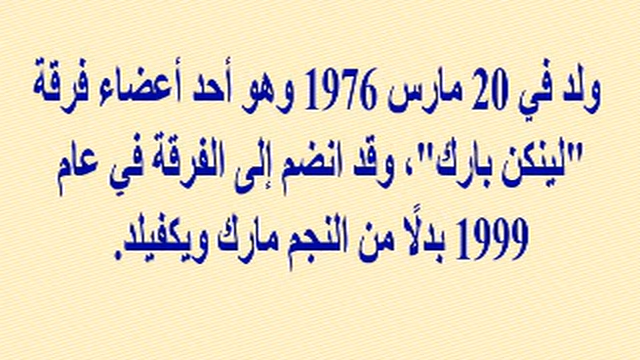 ولد في 20 مارس 1976 وهو أحد أعضاء فرقة
"لينكن بارك"، وقد انضم إلى الفرقة في عام
1999 بدلًا من النجم مارك ويكفيلد.